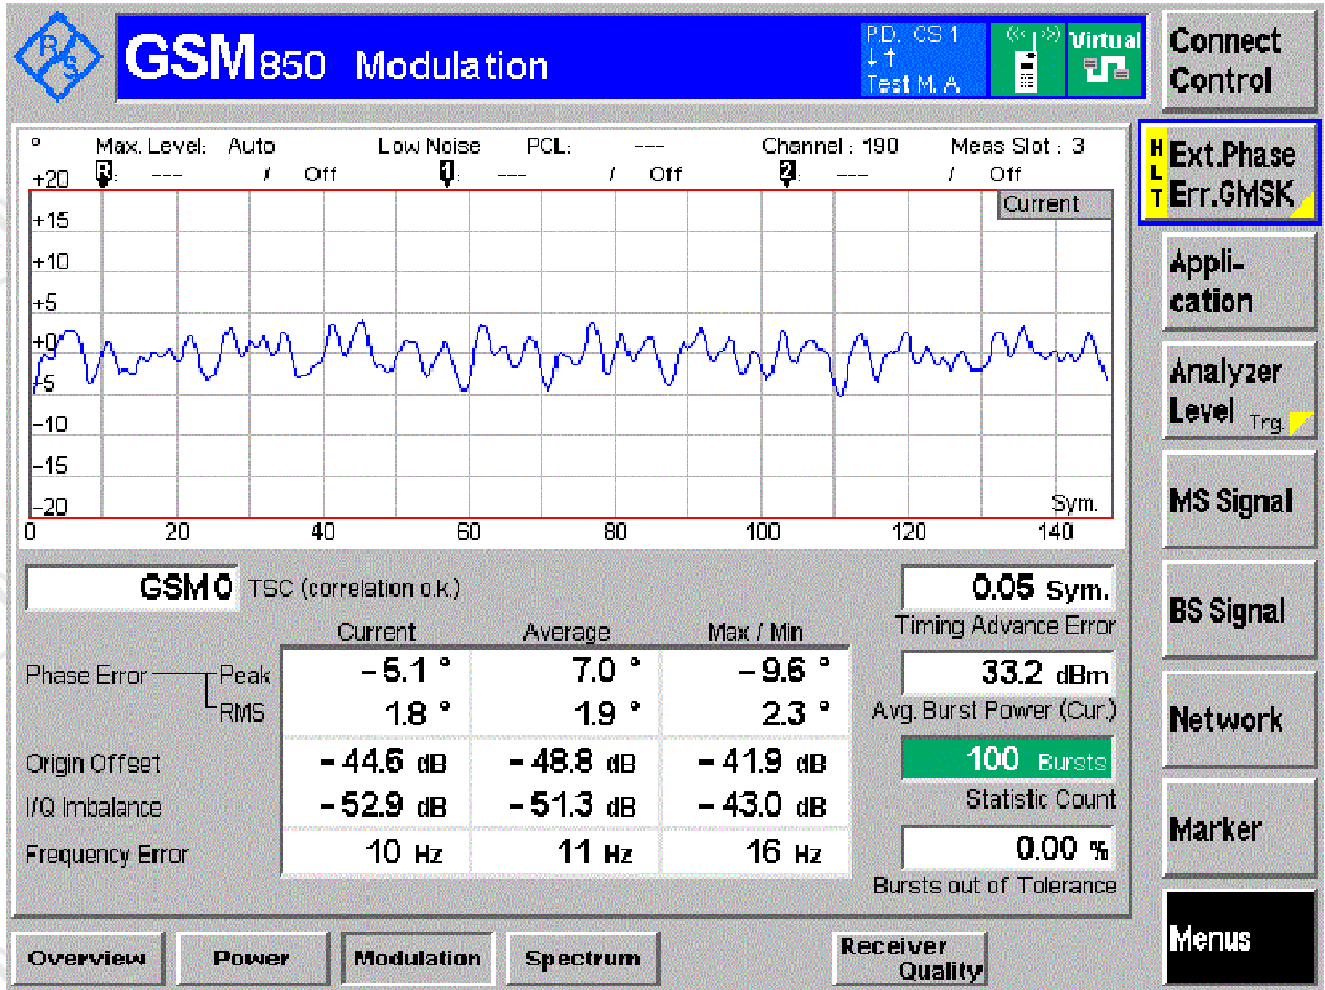 R S
GSM850 Modulation
P.D. CS 1
Test M. A.
Virtual
Connect
Control
° Max. Level: Auto Low Noise PCL: --- Channel : 190 Meas Slot : 3
R: --- / Off 1: --- / Off 2: --- / Off
HLT
Ext.Phase
Err.GMSK
+20
Current
+15
+10
+5
+0
-5
-10
-15
-20
Sym.
0 20 40 60 80 100 120 140
Appli-
cation
Analyzer
Level Trg.
MS Signal
BS Signal
Network
Marker
Menus
GSM 0 TSC (correlation o.k.)
0.05 Sym.
Timing Advance Error
Current Average Max / Min
Phase Error Peak -5.1 ° 7.0 ° -9.6 °
RMS 1.8 ° 1.9 ° 2.3 °
33.2 dBm
Avg. Burst Power (Cur.)
Origin Offset -44.6 dB -48.8 dB -41.9 dB
100 Bursts
Statistic Count
I/Q Imbalance -52.9 dB -51.3 dB -43.0 dB
Frequency Error 10 Hz 11 Hz 16 Hz
0.00 %
Bursts out of Tolerance
Overview Power Modulation Spectrum
Receiver
Quality